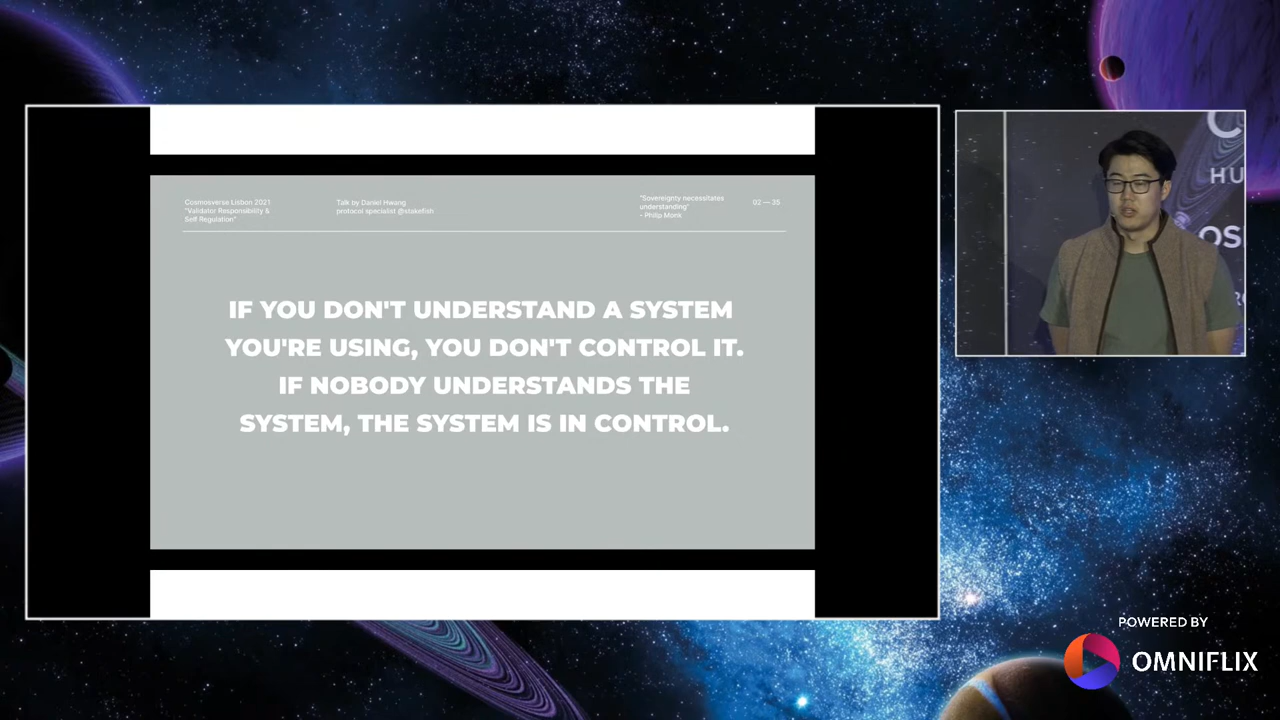 Cosmosverse Lisbon 2021
"Validator Responsibility &
Self Regulation"
Talk by Daniel Hwang
protocol specialist @stakefish
"Sovereignty necessitates
understanding"
- Philip Monk
02 — 35
IF YOU DON'T UNDERSTAND A SYSTEM
YOU'RE USING, YOU DON'T CONTROL IT.
IF NOBODY UNDERSTANDS THE
SYSTEM, THE SYSTEM IS IN CONTROL.
C
HU
OS
POWERED BY
OMNIFLIX